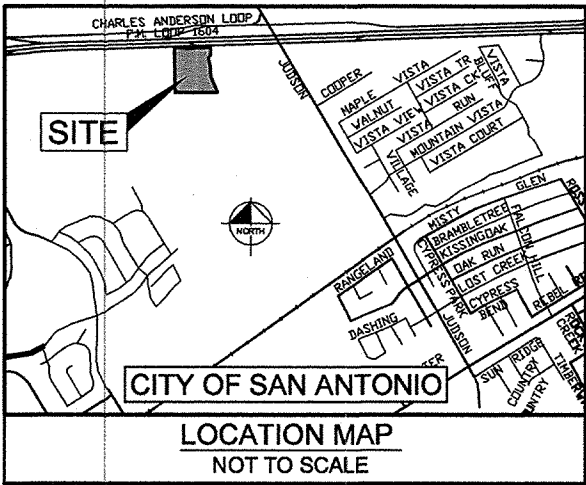 CHARLES ANDERSON LOOP
F.M. LOOP 1604
SITE
JUDSON
COOPER
MAPLE VISTA
WALNUT
VISTA TR
VISTA BLUFF
VISTA VIEW
VISTA CK
VISTA RUN
MOUNTAIN VISTA
VISTA COURT
VILLAGE
NORTH
GLEN
MISTY
BRAMBLETREE
KISSINGOAK
OAK RUN
LOST CREEK
CYPRESS BEND
CYPRESS PARK
FALCON HILL
REBEL
RANGELAND
DASHING
JUDSON
SUN
RIDGE
COUNTRY
CREEK
CITY OF SAN ANTONIO
LOCATION MAP
NOT TO SCALE